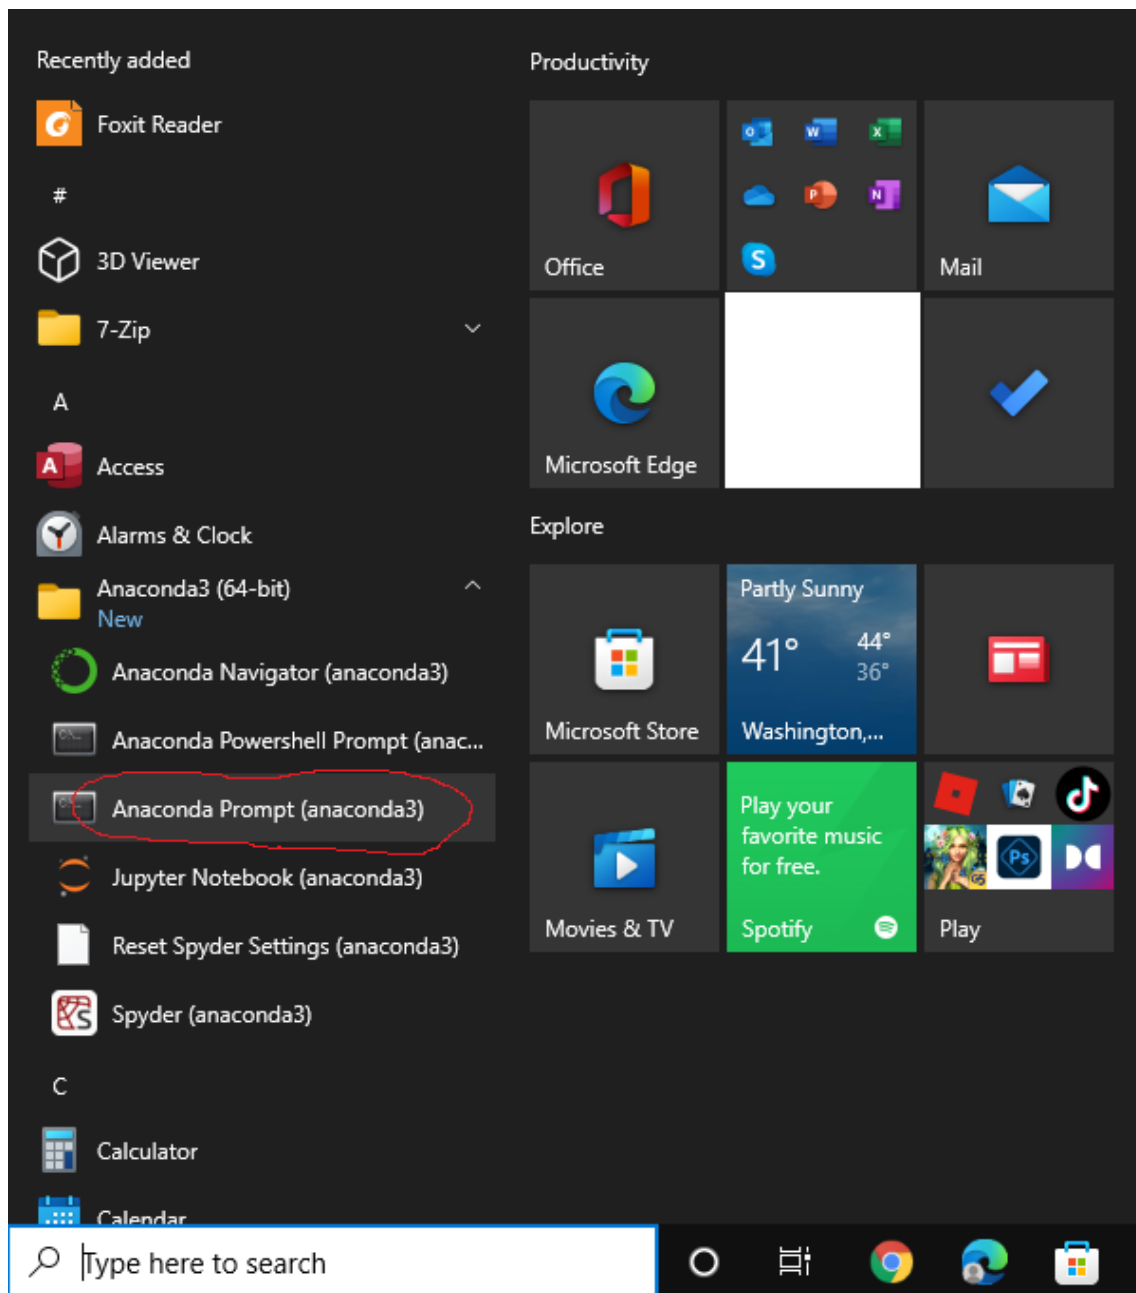 Recently added
Foxit Reader
#
3D Viewer
7-Zip
A
Access
Alarms & Clock
Anaconda3 (64-bit)
New
Anaconda Navigator (anaconda3)
Anaconda Powershell Prompt (anac...
Anaconda Prompt (anaconda3)
Jupyter Notebook (anaconda3)
Reset Spyder Settings (anaconda3)
Spyder (anaconda3)
C
Calculator
Calendar
Type here to search
Productivity
Office
Mail
Microsoft Edge
Explore
Microsoft Store
Partly Sunny
41° 44°
36°
Washington,...
Movies & TV
Play your
favorite music
for free.
Spotify
Play